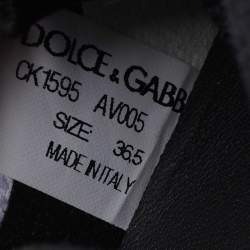 DOLCE & GABB
CK1595 AV005
SIZE: 36,5
MADE IN ITALY